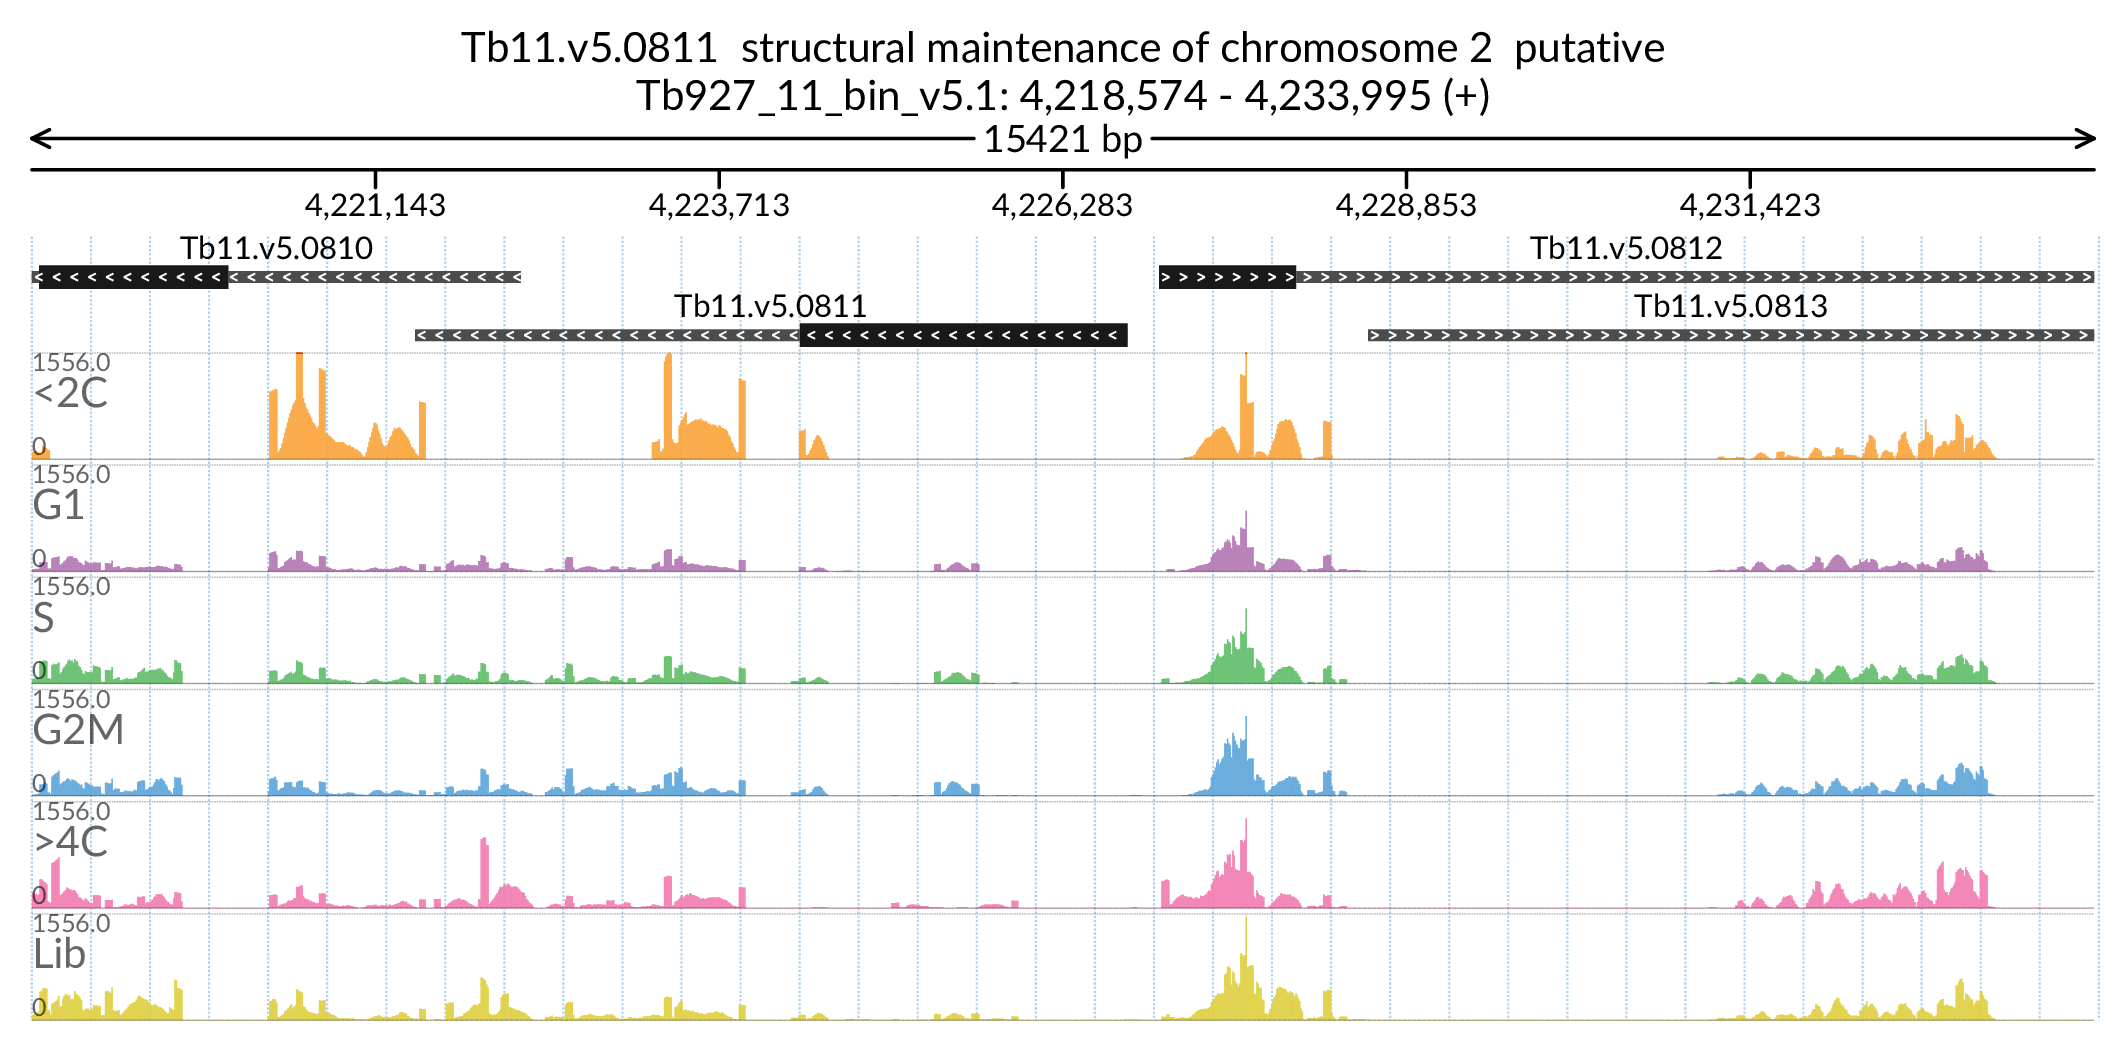 Tb11.v5.0811  structural maintenance of chromosome 2  putative
Tb927_11_bin_v5.1: 4,218,574 - 4,233,995 (+)
15421 bp
4,221,143 4,223,713 4,226,283 4,228,853 4,231,423
Tb11.v5.0810 Tb11.v5.0812
Tb11.v5.0811 Tb11.v5.0813
1556.0
<2C
0
1556.0
G1
0
1556.0
S
0
1556.0
G2M
0
1556.0
>4C
0
1556.0
Lib
0